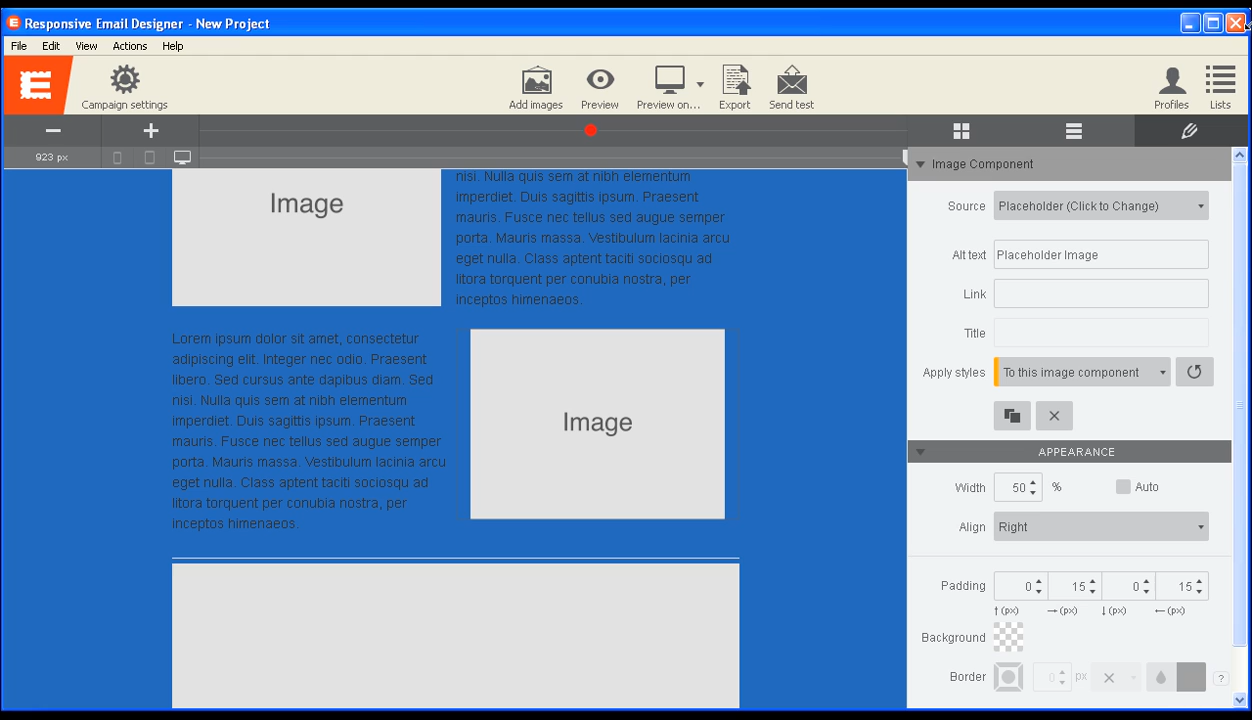 Responsive Email Designer - New Project
File Edit View Actions Help
Campaign settings
Add images
Preview
Preview on...
Export
Send test
Profiles
Lists
923 px
Image
nisi. Nulla quis sem at nibh elementum
imperdiet. Duis sagittis ipsum. Praesent
mauris. Fusce nec tellus sed augue semper
porta. Mauris massa. Vestibulum lacinia arcu
eget nulla. Class aptent taciti sociosqu ad
litora torquent per conubia nostra, per
inceptos himenaeos.
Lorem ipsum dolor sit amet, consectetur
adipiscing elit. Integer nec odio. Praesent
libero. Sed cursus ante dapibus diam. Sed
nisi. Nulla quis sem at nibh elementum
imperdiet. Duis sagittis ipsum. Praesent
mauris. Fusce nec tellus sed augue semper
porta. Mauris massa. Vestibulum lacinia arcu
eget nulla. Class aptent taciti sociosqu ad
litora torquent per conubia nostra, per
inceptos himenaeos.
Image
Image Component
Source Placeholder (Click to Change)
Alt text Placeholder Image
Link
Title
Apply styles To this image component
APPEARANCE
Width 50 % Auto
Align Right
Padding 0 15 0 15
↑ (px) → (px) ↓ (px) ← (px)
Background
Border 0 px ?